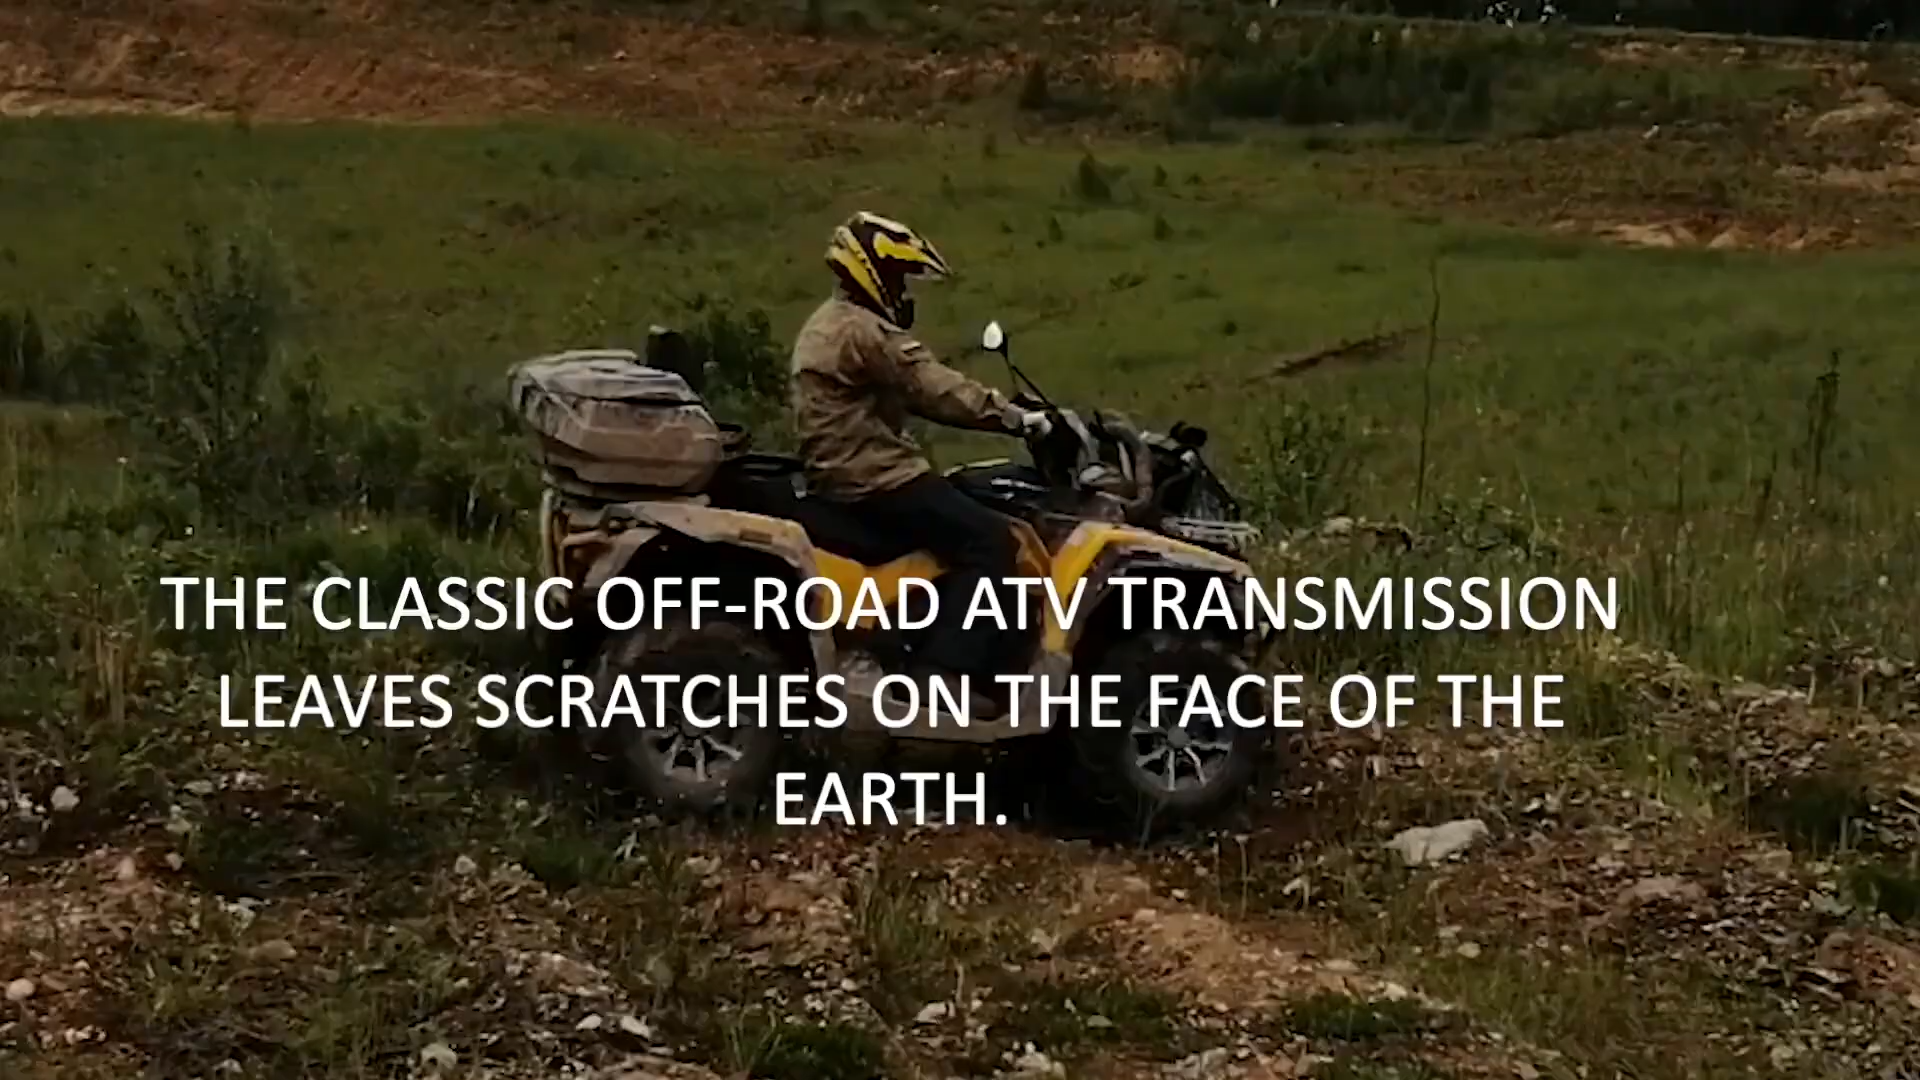 THE CLASSIC OFF-ROAD ATV TRANSMISSION
LEAVES SCRATCHES ON THE FACE OF THE
EARTH.